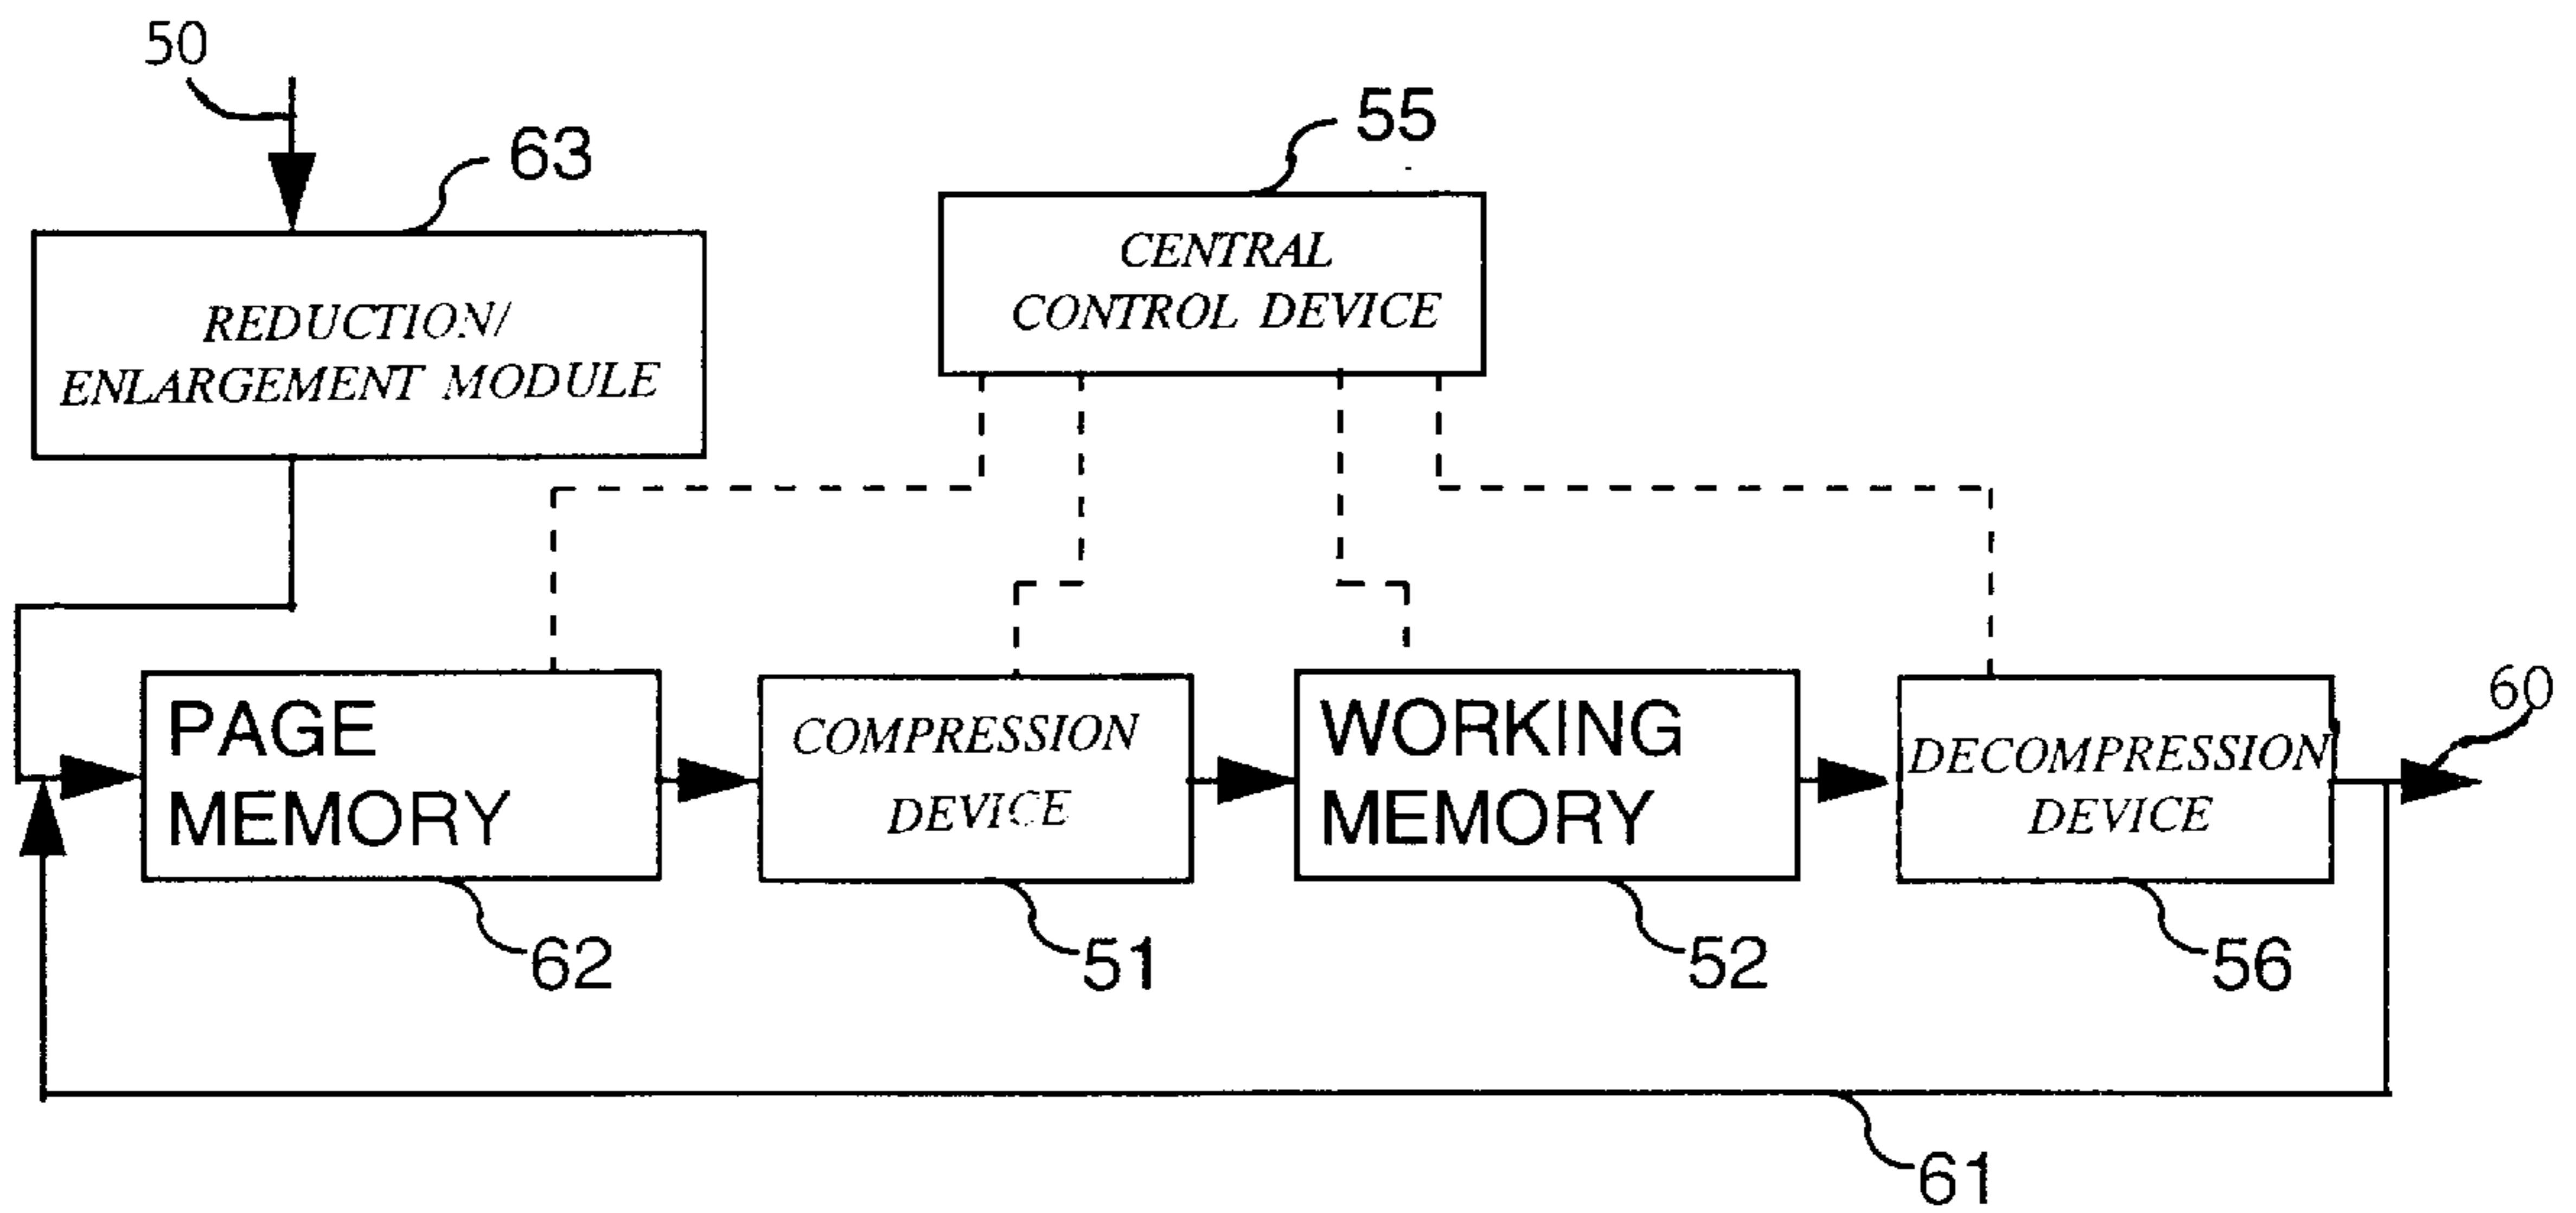 50
63
55
REDUCTION/
ENLARGEMENT MODULE
CENTRAL
CONTROL DEVICE
PAGE
MEMORY
COMPRESSION
DEVICE
WORKING
MEMORY
DECOMPRESSION
DEVICE
60
62
51
52
56
61